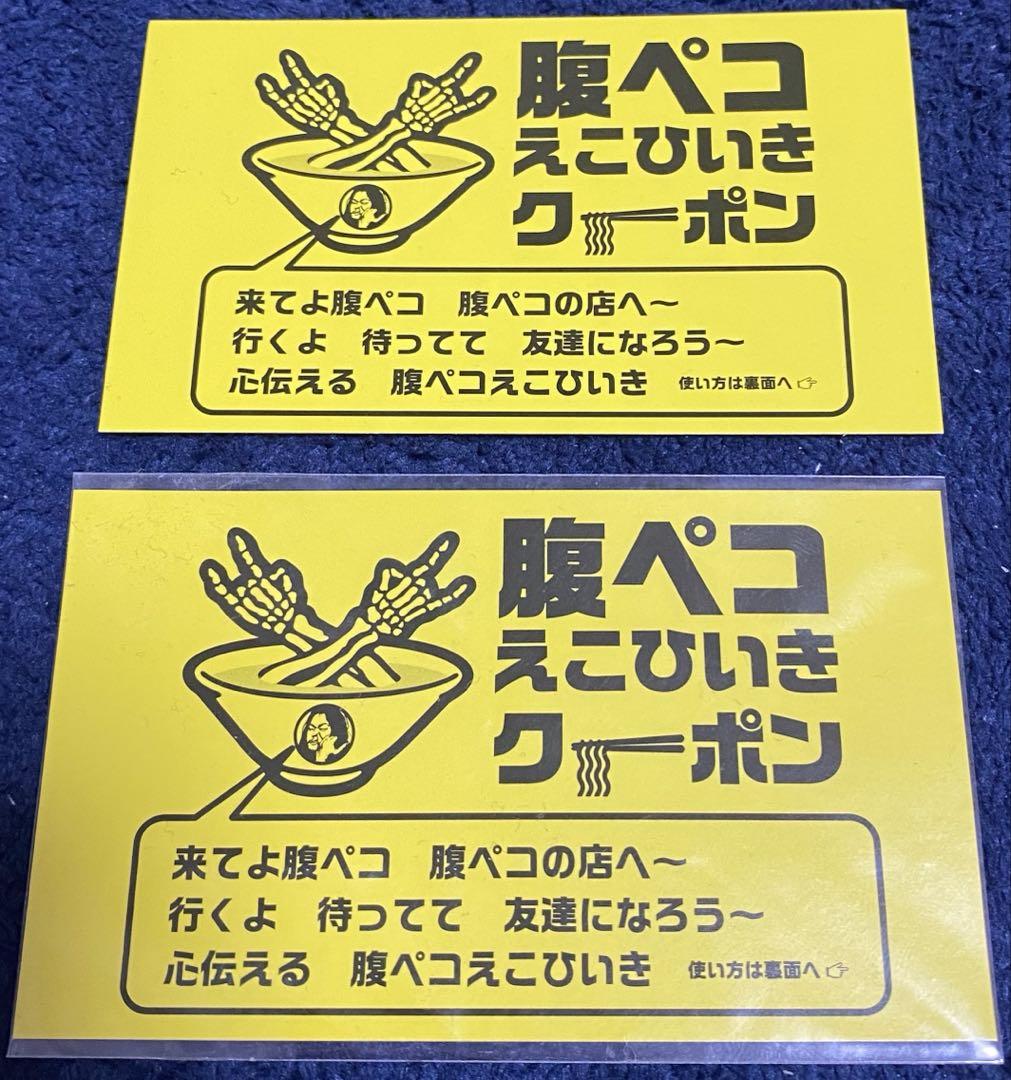 腹ペコ
えこひいき
クーポン
来てよ腹ペコ　腹ペコの店へ〜
行くよ　待ってて　友達になろう〜
心伝える　腹ペコえこひいき　使い方は裏面へ☞
腹ペコ
えこひいき
クーポン
来てよ腹ペコ　腹ペコの店へ〜
行くよ　待ってて　友達になろう〜
心伝える　腹ペコえこひいき　使い方は裏面へ☞